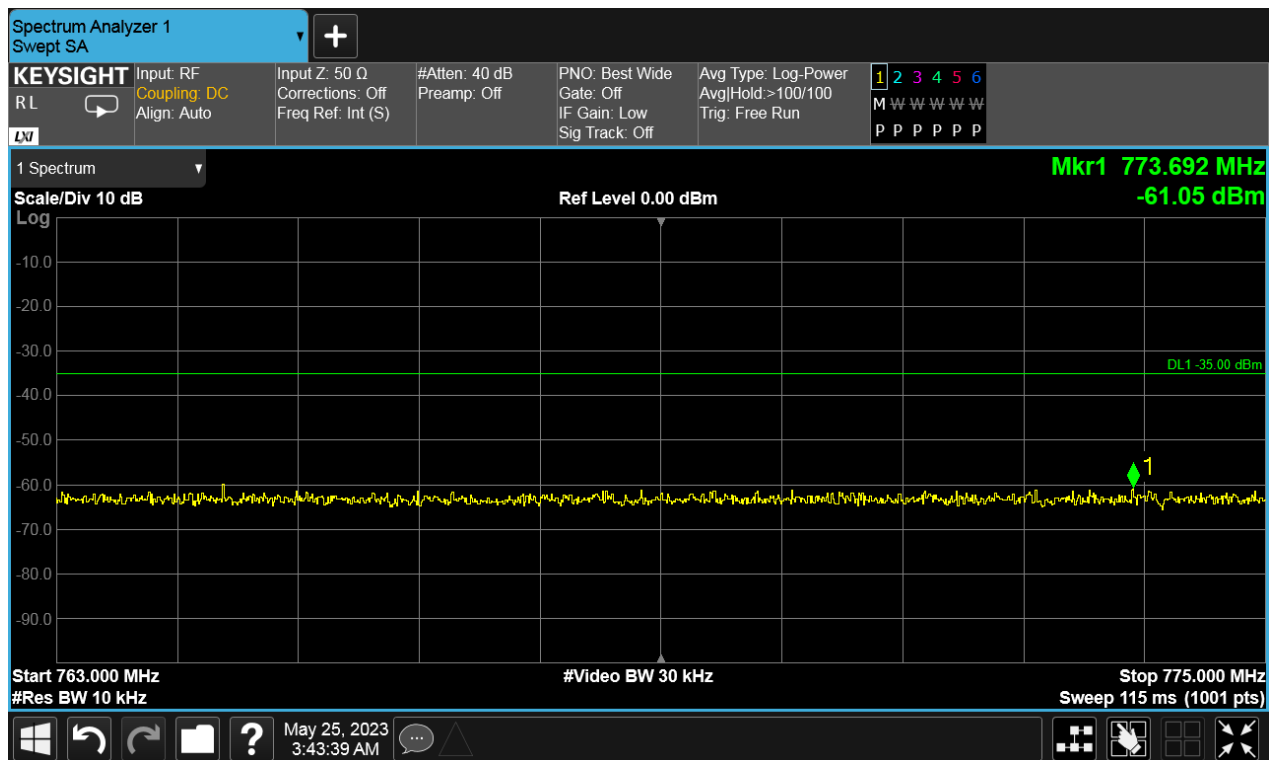 Spectrum Analyzer 1
Swept SA
KEYSIGHT
R L
LXI
Input: RF
Coupling: DC
Align: Auto
Input Z: 50 Ω
Corrections: Off
Freq Ref: Int (S)
#Atten: 40 dB
Preamp: Off
PNO: Best Wide
Gate: Off
IF Gain: Low
Sig Track: Off
Avg Type: Log-Power
Avg|Hold:>100/100
Trig: Free Run
1 2 3 4 5 6
M W W W W W
P P P P P P
1 Spectrum
Mkr1 773.692 MHz
Scale/Div 10 dB
Ref Level 0.00 dBm
-61.05 dBm
Log
-10.0
-20.0
-30.0
DL1 -35.00 dBm
-40.0
-50.0
1
-60.0
-70.0
-80.0
-90.0
Start 763.000 MHz
#Video BW 30 kHz
Stop 775.000 MHz
#Res BW 10 kHz
Sweep 115 ms (1001 pts)
?
May 25, 2023
3:43:39 AM